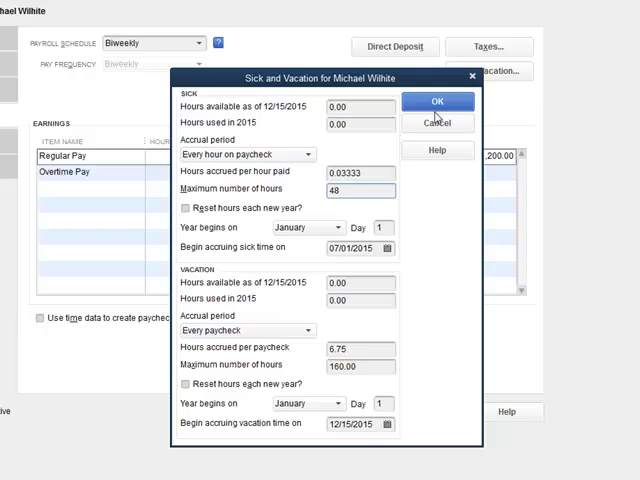 Michael Wilhite
PAYROLL SCHEDULE Biweekly ?
PAY FREQUENCY Biweekly
Direct Deposit
Taxes...
acation...
EARNINGS
ITEM NAME HOUR
Regular Pay ,200.00
Overtime Pay
Use time data to create paychec
Help
Sick and Vacation for Michael Wilhite
SICK
Hours available as of 12/15/2015 0.00
Hours used in 2015 0.00
Accrual period
Every hour on paycheck
Hours accrued per hour paid 0.03333
Maximum number of hours 48
Reset hours each new year?
Year begins on January Day 1
Begin accruing sick time on 07/01/2015
VACATION
Hours available as of 12/15/2015 0.00
Hours used in 2015 0.00
Accrual period
Every paycheck
Hours accrued per paycheck 6.75
Maximum number of hours 160.00
Reset hours each new year?
Year begins on January Day 1
Begin accruing vacation time on 12/15/2015
OK
Cancel
Help